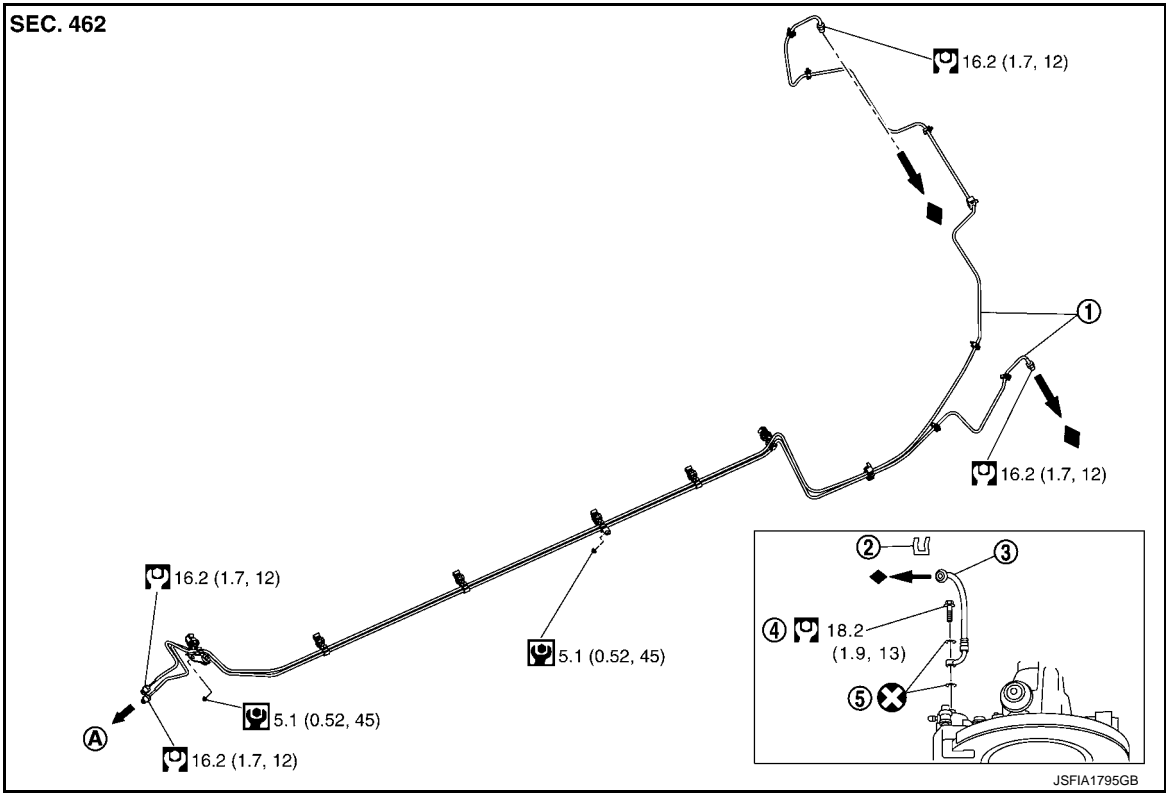 SEC. 462
16.2 (1.7, 12)
1
16.2 (1.7, 12)
2
3
16.2 (1.7, 12)
4
18.2
(1.9, 13)
5.1 (0.52, 45)
5
5.1 (0.52, 45)
A
16.2 (1.7, 12)
JSFIA1795GB